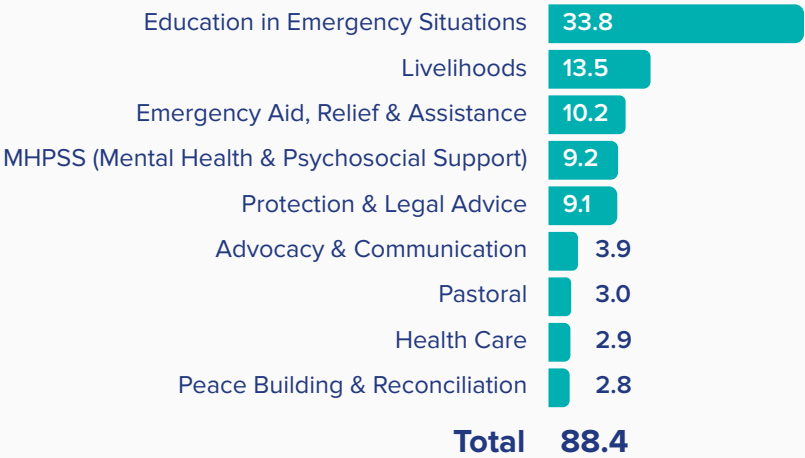 Education in Emergency Situations 33.8
Livelihoods 13.5
Emergency Aid, Relief & Assistance 10.2
MHPSS (Mental Health & Psychosocial Support) 9.2
Protection & Legal Advice 9.1
Advocacy & Communication 3.9
Pastoral 3.0
Health Care 2.9
Peace Building & Reconciliation 2.8
Total 88.4